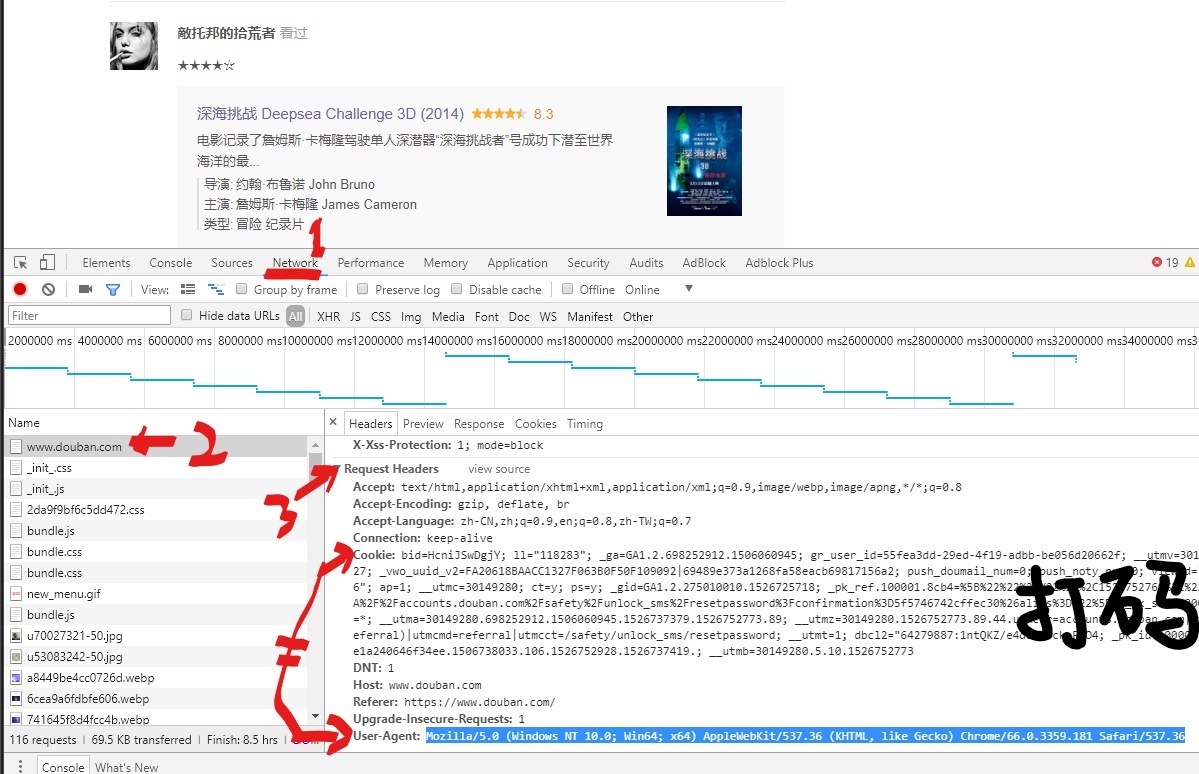 敵托邦的拾荒者 看过
★★★★☆
深海挑战 Deepsea Challenge 3D (2014) 8.3
电影记录了詹姆斯·卡梅隆驾驶单人深潜器“深海挑战者”号成功下潜至世界
海洋的最...
导演: 约翰·布鲁诺 John Bruno
主演: 詹姆斯·卡梅隆 James Cameron
类型: 冒险 纪录片
深海挑战
3D
1
Elements Console Sources Network Performance Memory Application Security Audits AdBlock Adblock Plus 19
View: Group by frame Preserve log Disable cache Offline Online
Filter Hide data URLs All XHR JS CSS Img Media Font Doc WS Manifest Other
2000000 ms 4000000 ms 6000000 ms 8000000 ms 10000000 ms 12000000 ms 14000000 ms 16000000 ms 18000000 ms 20000000 ms 22000000 ms 24000000 ms 26000000 ms 28000000 ms 30000000 ms 32000000 ms 34000000 ms 3
Name
www.douban.com
2
_init_.css
_init_.js
2da9f9bf6c5dd472.css
bundle.js
bundle.css
bundle.css
new_menu.gif
bundle.js
u70027321-50.jpg
u53083242-50.jpg
a8449be4cc0726d.webp
6cea9a6fdbfe606.webp
741645f8d4fcc4b.webp
116 requests | 69.5 KB transferred | Finish: 8.5 hrs
× Headers Preview Response Cookies Timing
X-Xss-Protection: 1; mode=block
3
Request Headers view source
Accept: text/html,application/xhtml+xml,application/xml;q=0.9,image/webp,image/apng,*/*;q=0.8
Accept-Encoding: gzip, deflate, br
Accept-Language: zh-CN,zh;q=0.9,en;q=0.8,zh-TW;q=0.7
Connection: keep-alive
Cookie: bid=HcniJSwDgjY; ll="118283"; _ga=GA1.2.698252912.1506060945; gr_user_id=55fea3dd-29ed-4f19-adbb-be056d20662f; __utmv=301
27; _vwo_uuid_v2=FA20618BAACC1327F063B0F50F109092|69489e373a1268fa58eacb69817156a2; push_doumail_num=0; push_noty_num=0;
6"; ap=1; __utmc=30149280; ct=y; ps=y; _gid=GA1.2.275010010.1526725718; _pk_ref.100001.8cb4=%5B%22%22%2C%22%22%2C
A%2F%2Faccounts.douban.com%2Fsafety%2Funlock_sms%2Fresetpassword%3Fconfirmation%3D5f5746742cffec30%26alias%3D
=*; __utma=30149280.698252912.1506060945.1526737379.1526752773.89; __utmz=30149280.1526752773.89.44.
eferral)|utmcmd=referral|utmcct=/safety/unlock_sms/resetpassword; __utmt=1; dbcl2="64279887:1ntQKZ/
e1a240646f34ee.1506738033.106.1526752928.1526737419.; __utmb=30149280.5.10.1526752773
打码
DNT: 1
Host: www.douban.com
Referer: https://www.douban.com/
Upgrade-Insecure-Requests: 1
User-Agent: Mozilla/5.0 (Windows NT 10.0; Win64; x64) AppleWebKit/537.36 (KHTML, like Gecko) Chrome/66.0.3359.181 Safari/537.36
Console What's New